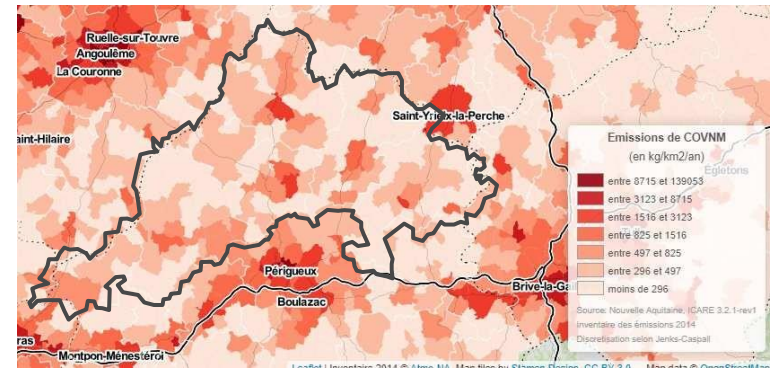 Ruelle-sur-Touvre
Angoulême
La Couronne
Saint-Yrieix-la-Perche
aint-Hilaire
Emissions de COVNM
(en kg/km2/an)
Égletons
entre 8715 et 139053
entre 3123 et 8715
entre 1516 et 3123
entre 825 et 1516
entre 497 et 825
entre 296 et 497
moins de 296
Périgueux
Boulazac
Brive-la-Gai
Source: Nouvelle Aquitaine, ICARE 3.2.1-rev1
Inventaire des émissions 2014
Discretisation selon Jenks-Caspall
ras
Montpon-Ménestérol
Leaflet | Inventaire 2014 © Atmo-NA, Map tiles by Stamen Design, CC BY 3.0 — Map data © OpenStreetMap